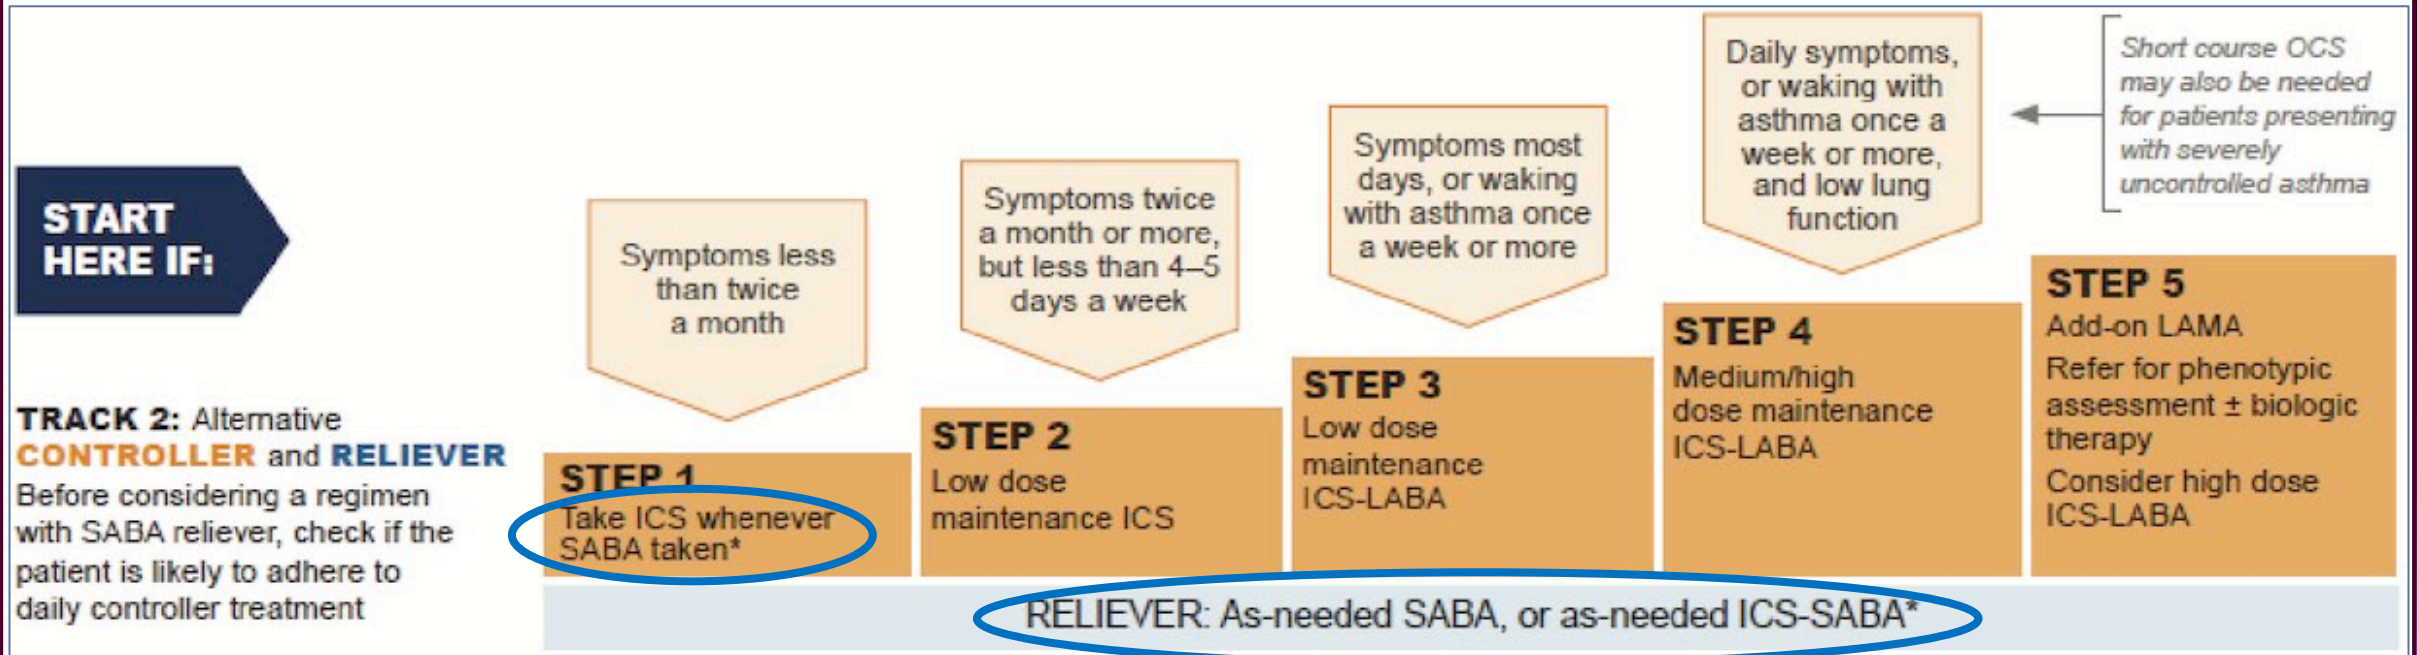 START
HERE IF:
Symptoms less
than twice
a month
Symptoms twice
a month or more,
but less than 4–5
days a week
Symptoms most
days, or waking
with asthma once
a week or more
Daily symptoms,
or waking with
asthma once a
week or more,
and low lung
function
Short course OCS
may also be needed
for patients presenting
with severely
uncontrolled asthma
TRACK 2: Alternative
CONTROLLER and RELIEVER
Before considering a regimen
with SABA reliever, check if the
patient is likely to adhere to
daily controller treatment
STEP 1
Take ICS whenever
SABA taken*
STEP 2
Low dose
maintenance ICS
STEP 3
Low dose
maintenance
ICS-LABA
STEP 4
Medium/high
dose maintenance
ICS-LABA
STEP 5
Add-on LAMA
Refer for phenotypic
assessment ± biologic
therapy
Consider high dose
ICS-LABA
RELIEVER: As-needed SABA, or as-needed ICS-SABA*